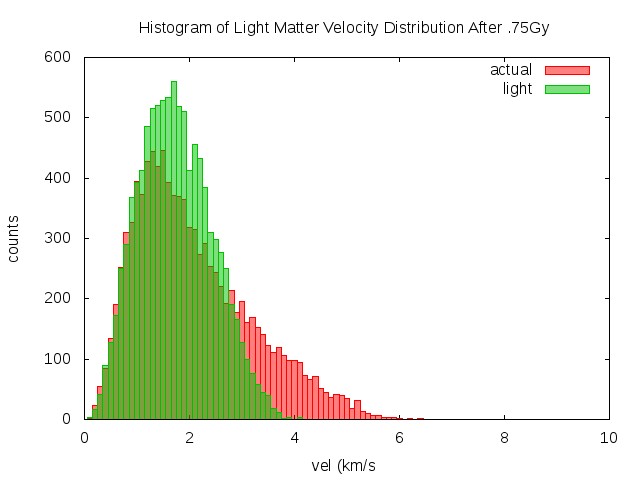 Histogram of Light Matter Velocity Distribution After .75Gy
actual
light
600
500
400
300
200
100
0
counts
0 2 4 6 8 10
vel (km/s